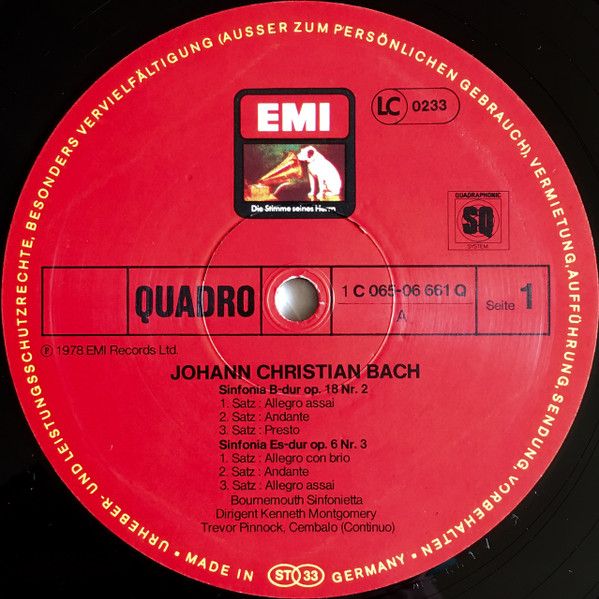 URHEBER- UND LEISTUNGSSCHUTZRECHTE, BESONDERS VERVIELFÄLTIGUNG (AUSSER ZUM PERSÖNLICHEN GEBRAUCH), VERMIETUNG, AUFFÜHRUNG, SENDUNG, VORBEHALTEN •
EMI
Die Stimme seines Herrn
LC 0233
QUADRAPHONIC
SQ
SYSTEM
QUADRO
1 C 065-06 661 Q
A
Seite 1
℗ 1978 EMI Records Ltd.
JOHANN CHRISTIAN BACH
Sinfonia B-dur op. 18 Nr. 2
1. Satz : Allegro assai
2. Satz : Andante
3. Satz : Presto
Sinfonia Es-dur op. 6 Nr. 3
1. Satz : Allegro con brio
2. Satz : Andante
3. Satz : Allegro assai
Bournemouth Sinfonietta
Dirigent Kenneth Montgomery
Trevor Pinnock, Cembalo (Continuo)
• MADE IN ST 33 GERMANY •